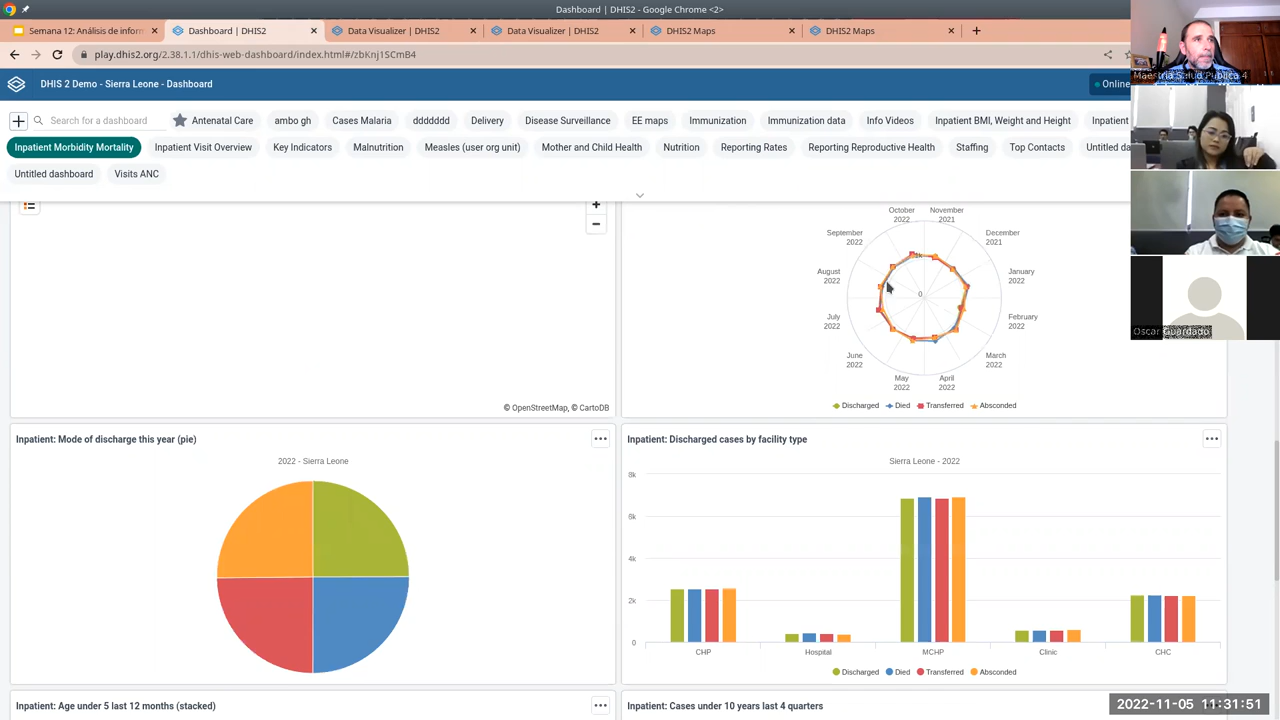 Dashboard | DHIS2 - Google Chrome <2>
Semana 12: Análisis de inform
Dashboard | DHIS2
Data Visualizer | DHIS2
Data Visualizer | DHIS2
DHIS2 Maps
DHIS2 Maps
play.dhis2.org/2.38.1.1/dhis-web-dashboard/index.html#/zbKnj1SCmB4
Maestria Salud Publica 4
DHIS 2 Demo - Sierra Leone - Dashboard
Online
Search for a dashboard
Antenatal Care
ambo gh
Cases Malaria
ddddddd
Delivery
Disease Surveillance
EE maps
Immunization
Immunization data
Info Videos
Inpatient BMI, Weight and Height
Inpatient
Inpatient Morbidity Mortality
Inpatient Visit Overview
Key Indicators
Malnutrition
Measles (user org unit)
Mother and Child Health
Nutrition
Reporting Rates
Reporting Reproductive Health
Staffing
Top Contacts
Untitled da
Untitled dashboard
Visits ANC
October 2022
November 2021
September 2022
December 2021
August 2022
January 2022
0
July 2022
February 2022
June 2022
March 2022
May 2022
April 2022
Discharged Died Transferred Absconded
© OpenStreetMap, © CartoDB
Oscar Guardado
Inpatient: Mode of discharge this year (pie)
2022 - Sierra Leone
Inpatient: Discharged cases by facility type
Sierra Leone - 2022
8k
6k
4k
2k
0
CHP
Hospital
MCHP
Clinic
CHC
Discharged Died Transferred Absconded
Inpatient: Age under 5 last 12 months (stacked)
Inpatient: Cases under 10 years last 4 quarters
2022-11-05 11:31:51